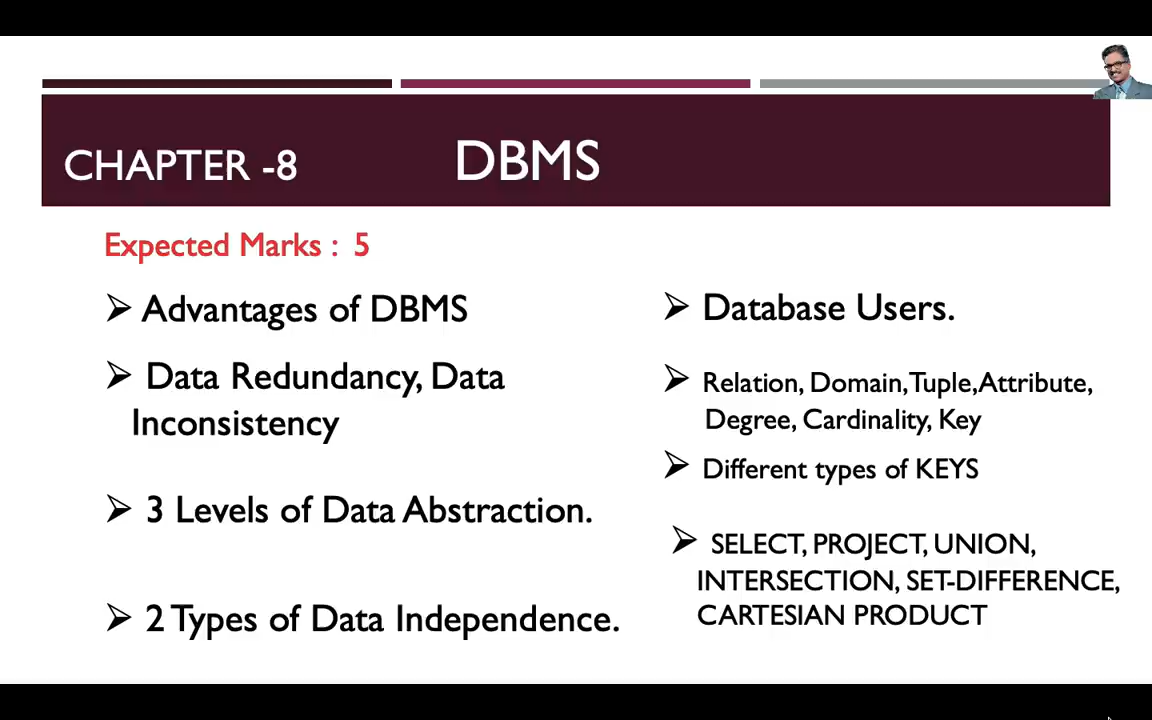 CHAPTER -8 DBMS
Expected Marks : 5
➢ Advantages of DBMS
➢ Data Redundancy, Data
Inconsistency
➢ 3 Levels of Data Abstraction.
➢ 2 Types of Data Independence.
➢ Database Users.
➢ Relation, Domain,Tuple,Attribute,
Degree, Cardinality, Key
➢ Different types of KEYS
➢ SELECT, PROJECT, UNION,
INTERSECTION, SET-DIFFERENCE,
CARTESIAN PRODUCT